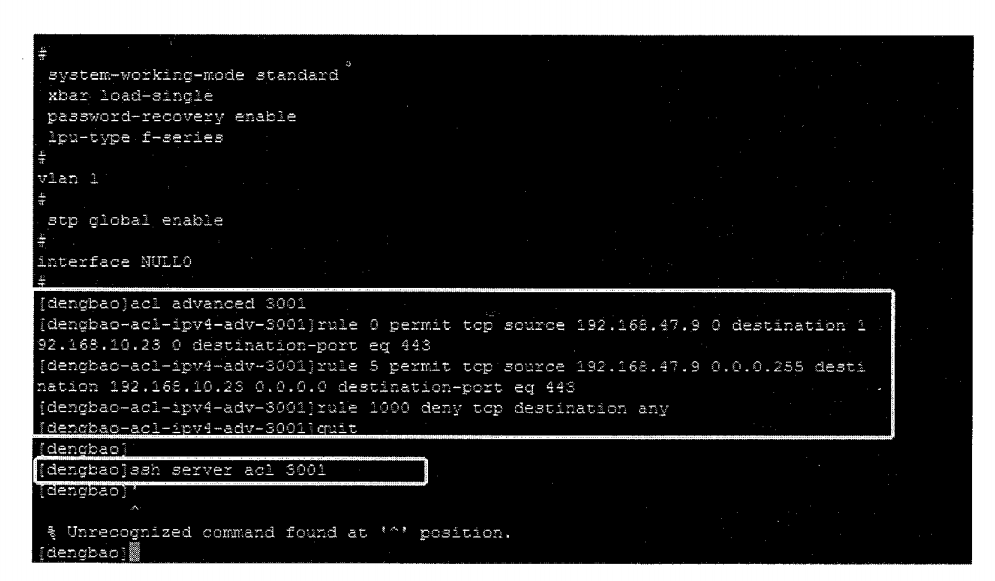 #
system-working-mode standard
xbar load-single
password-recovery enable
lpu-type f-series
#
vlan 1
#
stp global enable
#
interface NULL0
#
[dengbao]acl advanced 3001
[dengbao-acl-ipv4-adv-3001]rule 0 permit tcp source 192.168.47.9 0 destination 1
92.168.10.23 0 destination-port eq 443
[dengbao-acl-ipv4-adv-3001]rule 5 permit tcp source 192.168.47.9 0.0.0.255 desti
nation 192.168.10.23 0.0.0.0 destination-port eq 443
[dengbao-acl-ipv4-adv-3001]rule 1000 deny tcp destination any
[dengbao-acl-ipv4-adv-3001]quit
[dengbao]
[dengbao]ssh server acl 3001
[dengbao]'
^
% Unrecognized command found at '^' position.
[dengbao]